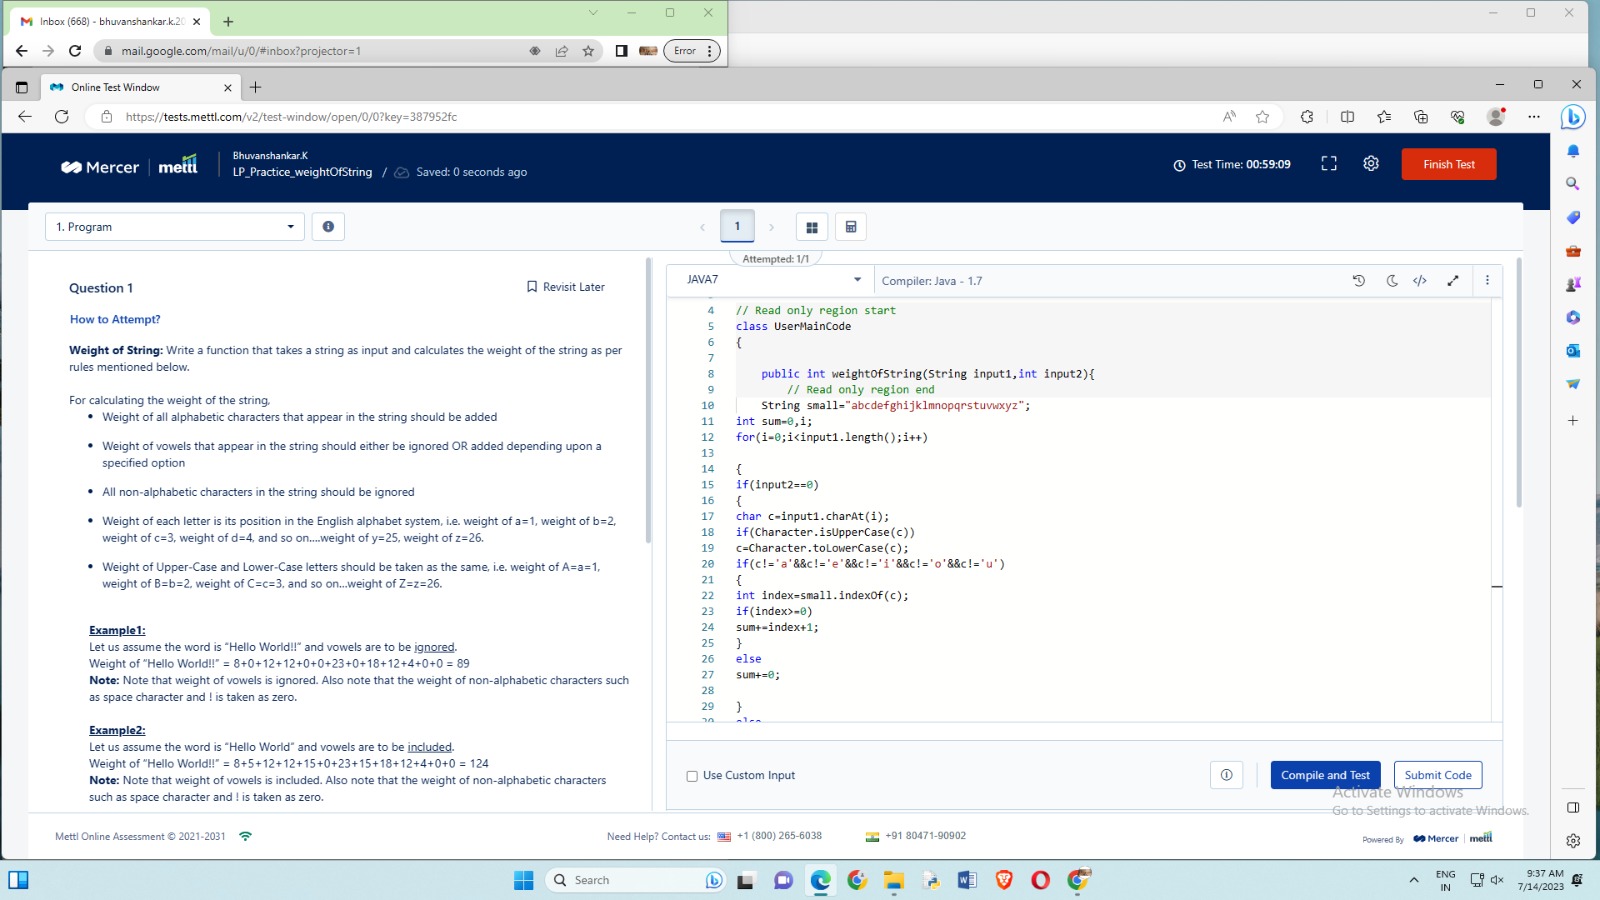 Inbox (668) - bhuvanshankar.k.20
mail.google.com/mail/u/0/#inbox?projector=1
Error
Online Test Window
https://tests.mettl.com/v2/test-window/open/0/0?key=387952fc
Mercer | mettl
Bhuvanshankar.K
LP_Practice_weightOfString / Saved: 0 seconds ago
Test Time: 00:59:09
Finish Test
1. Program
1
Attempted: 1/1
Question 1
Revisit Later
How to Attempt?
Weight of String: Write a function that takes a string as input and calculates the weight of the string as per
rules mentioned below.
For calculating the weight of the string,
• Weight of all alphabetic characters that appear in the string should be added
• Weight of vowels that appear in the string should either be ignored OR added depending upon a
specified option
• All non-alphabetic characters in the string should be ignored
• Weight of each letter is its position in the English alphabet system, i.e. weight of a=1, weight of b=2,
weight of c=3, weight of d=4, and so on....weight of y=25, weight of z=26.
• Weight of Upper-Case and Lower-Case letters should be taken as the same, i.e. weight of A=a=1,
weight of B=b=2, weight of C=c=3, and so on...weight of Z=z=26.
Example1:
Let us assume the word is "Hello World!!" and vowels are to be ignored.
Weight of "Hello World!!" = 8+0+12+12+0+0+23+0+18+12+4+0+0 = 89
Note: Note that weight of vowels is ignored. Also note that the weight of non-alphabetic characters such
as space character and ! is taken as zero.
Example2:
Let us assume the word is "Hello World" and vowels are to be included.
Weight of "Hello World!!" = 8+5+12+12+15+0+23+15+18+12+4+0+0 = 124
Note: Note that weight of vowels is included. Also note that the weight of non-alphabetic characters
such as space character and ! is taken as zero.
JAVA7
Compiler: Java - 1.7
4 // Read only region start
5 class UserMainCode
6 {
7
8 public int weightOfString(String input1,int input2){
9 // Read only region end
10 String small="abcdefghijklmnopqrstuvwxyz";
11 int sum=0,i;
12 for(i=0;i<input1.length();i++)
13
14 {
15 if(input2==0)
16 {
17 char c=input1.charAt(i);
18 if(Character.isUpperCase(c))
19 c=Character.toLowerCase(c);
20 if(c!='a'&&c!='e'&&c!='i'&&c!='o'&&c!='u')
21 {
22 int index=small.indexOf(c);
23 if(index>=0)
24 sum+=index+1;
25 }
26 else
27 sum+=0;
28
29 }
30 else
Use Custom Input
Compile and Test
Submit Code
Activate Windows
Go to Settings to activate Windows.
Mettl Online Assessment © 2021-2031
Need Help? Contact us: +1 (800) 265-6038
+91 80471-90902
Powered By Mercer | mettl
Search
ENG
IN
9:37 AM
7/14/2023